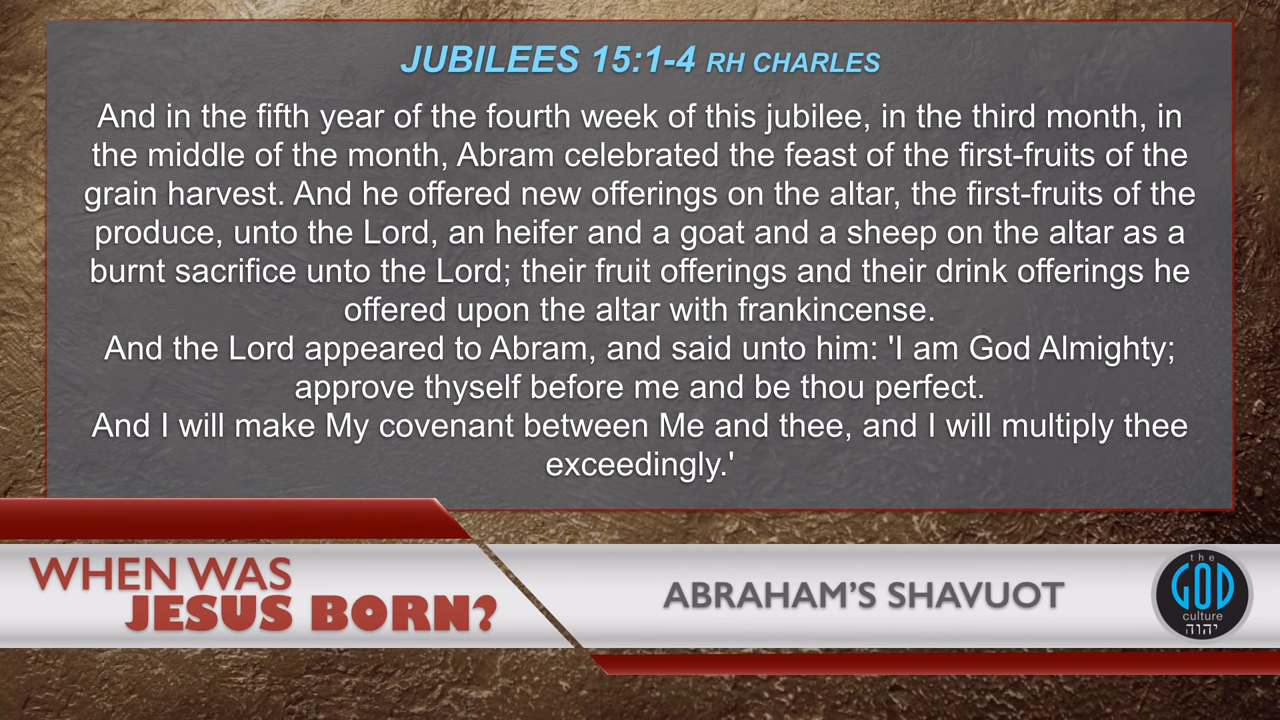 JUBILEES 15:1-4 RH CHARLES
And in the fifth year of the fourth week of this jubilee, in the third month, in
the middle of the month, Abram celebrated the feast of the first-fruits of the
grain harvest. And he offered new offerings on the altar, the first-fruits of the
produce, unto the Lord, an heifer and a goat and a sheep on the altar as a
burnt sacrifice unto the Lord; their fruit offerings and their drink offerings he
offered upon the altar with frankincense.
And the Lord appeared to Abram, and said unto him: 'I am God Almighty;
approve thyself before me and be thou perfect.
And I will make My covenant between Me and thee, and I will multiply thee
exceedingly.'
WHEN WAS
JESUS BORN?
ABRAHAM'S SHAVUOT
the
GOD
culture
יהוה